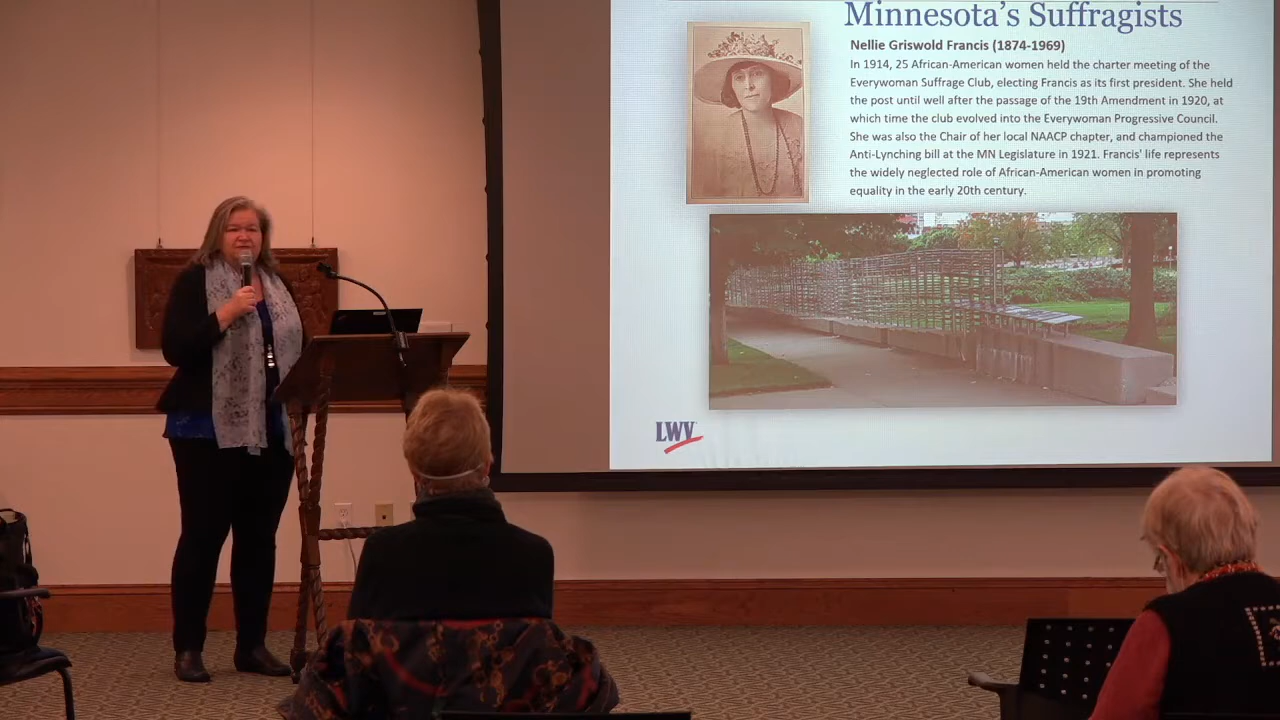 Minnesota's Suffragists
Nellie Griswold Francis (1874-1969)
In 1914, 25 African-American women held the charter meeting of the
Everywoman Suffrage Club, electing Francis as its first president. She held
the post until well after the passage of the 19th Amendment in 1920, at
which time the club evolved into the Everywoman Progressive Council.
She was also the Chair of her local NAACP chapter, and championed the
Anti-Lynching bill at the MN Legislature in 1921. Francis' life represents
the widely neglected role of African-American women in promoting
equality in the early 20th century.
LWV